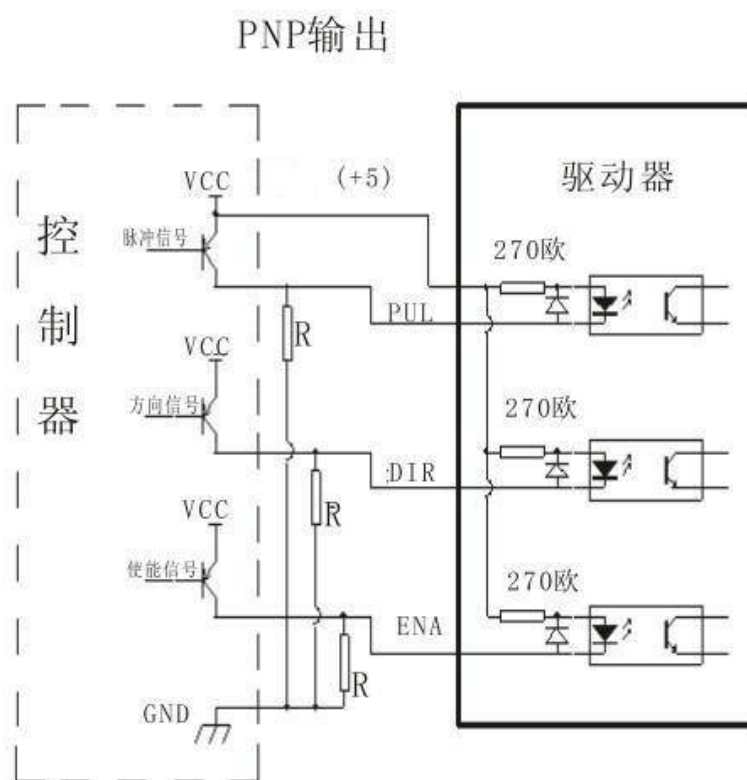 PNP输出
控制器
VCC
(+5)
驱动器
脉冲信号
270欧
PUL
R
VCC
方向信号
270欧
DIR
R
VCC
使能信号
270欧
ENA
R
GND